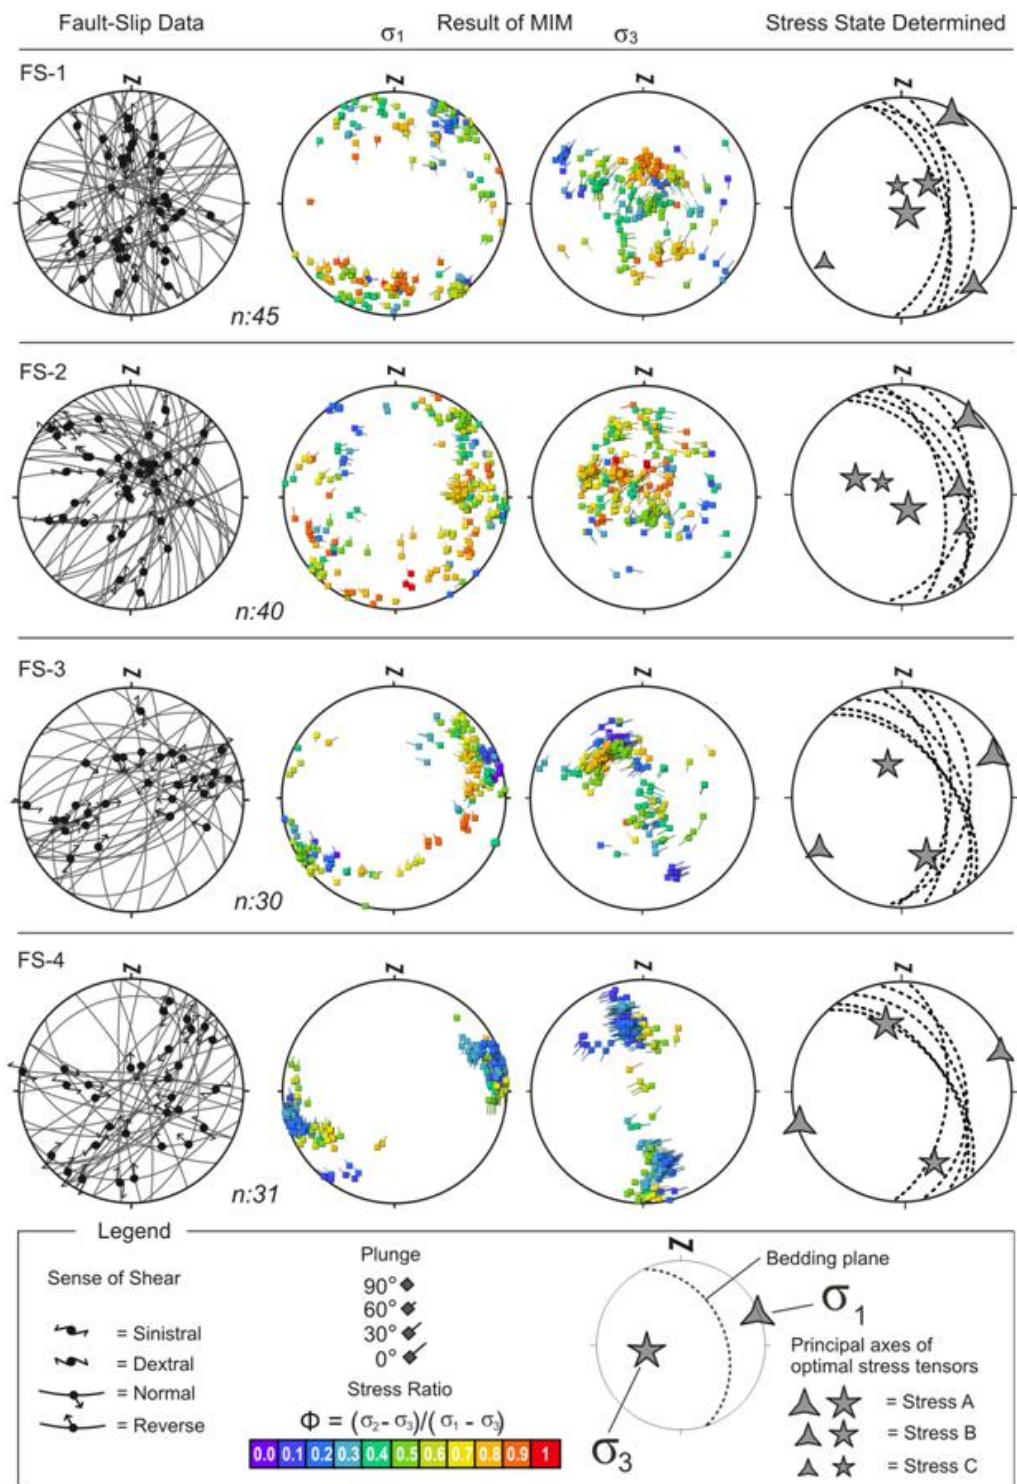 Fault-Slip Data
Result of MIM
Stress State Determined
σ1
σ3
FS-1
N
N
N
N
n:45
FS-2
N
N
N
N
n:40
FS-3
N
N
N
N
n:30
FS-4
N
N
N
N
n:31
Legend
Sense of Shear
= Sinistral
= Dextral
= Normal
= Reverse
Plunge
90°
60°
30°
0°
Stress Ratio
Φ = (σ2 - σ3)/( σ1 - σ3)
0.0 0.1 0.2 0.3 0.4 0.5 0.6 0.7 0.8 0.9 1
N
Bedding plane
σ1
σ3
Principal axes of
optimal stress tensors
= Stress A
= Stress B
= Stress C